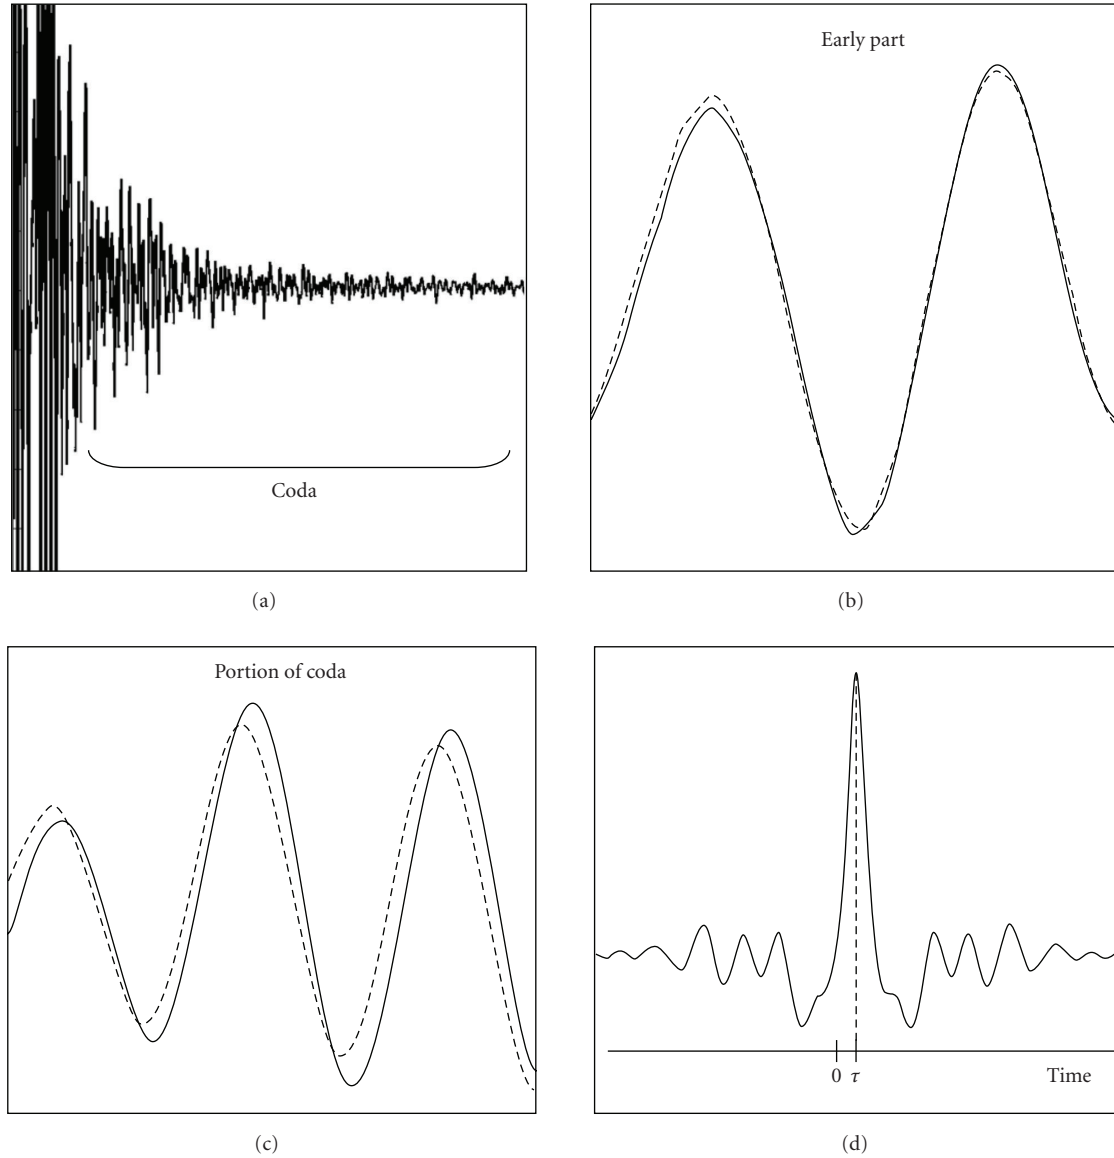 Coda
(a)
Early part
(b)
Portion of coda
(c)
0 τ Time
(d)